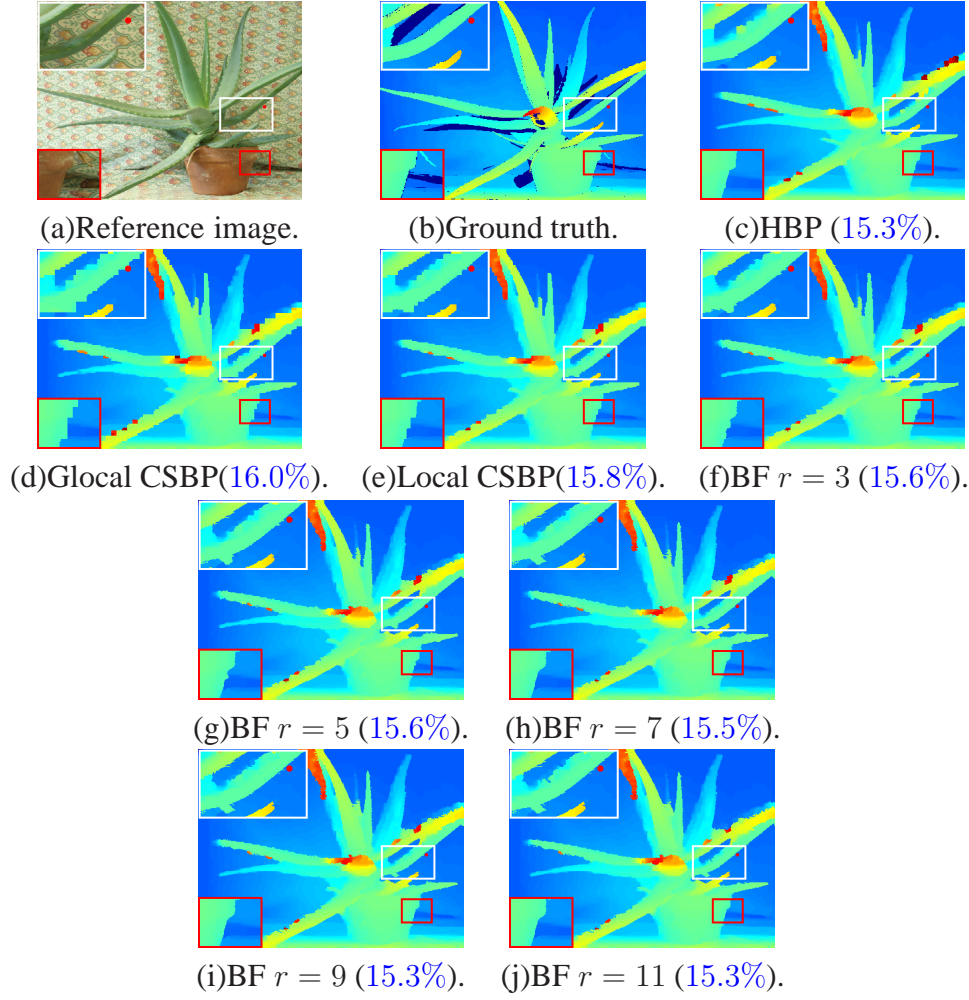 (a)Reference image. (b)Ground truth. (c)HBP (15.3%).
(d)Glocal CSBP(16.0%). (e)Local CSBP(15.8%). (f)BF r = 3 (15.6%).
(g)BF r = 5 (15.6%). (h)BF r = 7 (15.5%).
(i)BF r = 9 (15.3%). (j)BF r = 11 (15.3%).